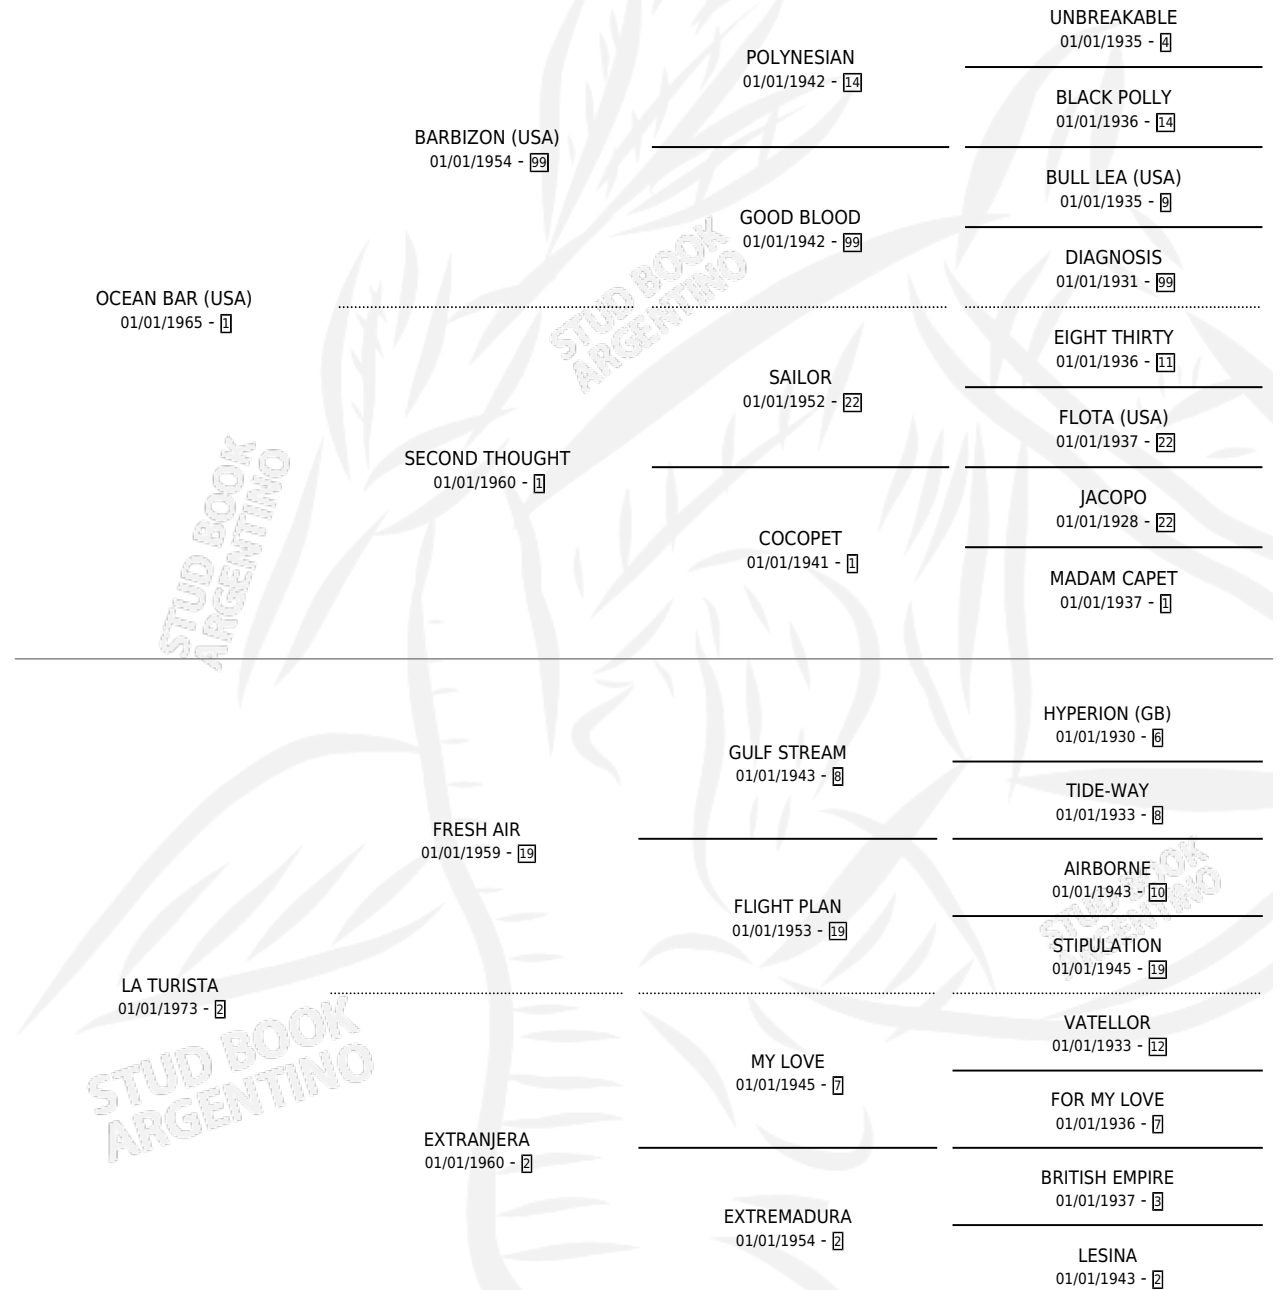 UNBREAKABLE
01/01/1935 - 4
POLYNESIAN
01/01/1942 - 14
BLACK POLLY
01/01/1936 - 14
BARBIZON (USA)
01/01/1954 - 99
BULL LEA (USA)
01/01/1935 - 9
GOOD BLOOD
01/01/1942 - 99
DIAGNOSIS
01/01/1931 - 99
OCEAN BAR (USA)
01/01/1965 - 1
STUD BOOK
ARGENTINO
EIGHT THIRTY
01/01/1936 - 11
SAILOR
01/01/1952 - 22
FLOTA (USA)
01/01/1937 - 22
SECOND THOUGHT
01/01/1960 - 1
JACOPO
01/01/1928 - 22
COCOPET
01/01/1941 - 1
MADAM CAPET
01/01/1937 - 1
STUD BOOK
ARGENTINO
HYPERION (GB)
01/01/1930 - 6
GULF STREAM
01/01/1943 - 8
TIDE-WAY
01/01/1933 - 8
FRESH AIR
01/01/1959 - 19
AIRBORNE
01/01/1943 - 10
FLIGHT PLAN
01/01/1953 - 19
STIPULATION
01/01/1945 - 19
STUD BOOK
ARGENTINO
LA TURISTA
01/01/1973 - 2
VATELLOR
01/01/1933 - 12
MY LOVE
01/01/1945 - 7
FOR MY LOVE
01/01/1936 - 7
STUD BOOK
ARGENTINO
EXTRANJERA
01/01/1960 - 2
BRITISH EMPIRE
01/01/1937 - 3
EXTREMADURA
01/01/1954 - 2
LESINA
01/01/1943 - 2